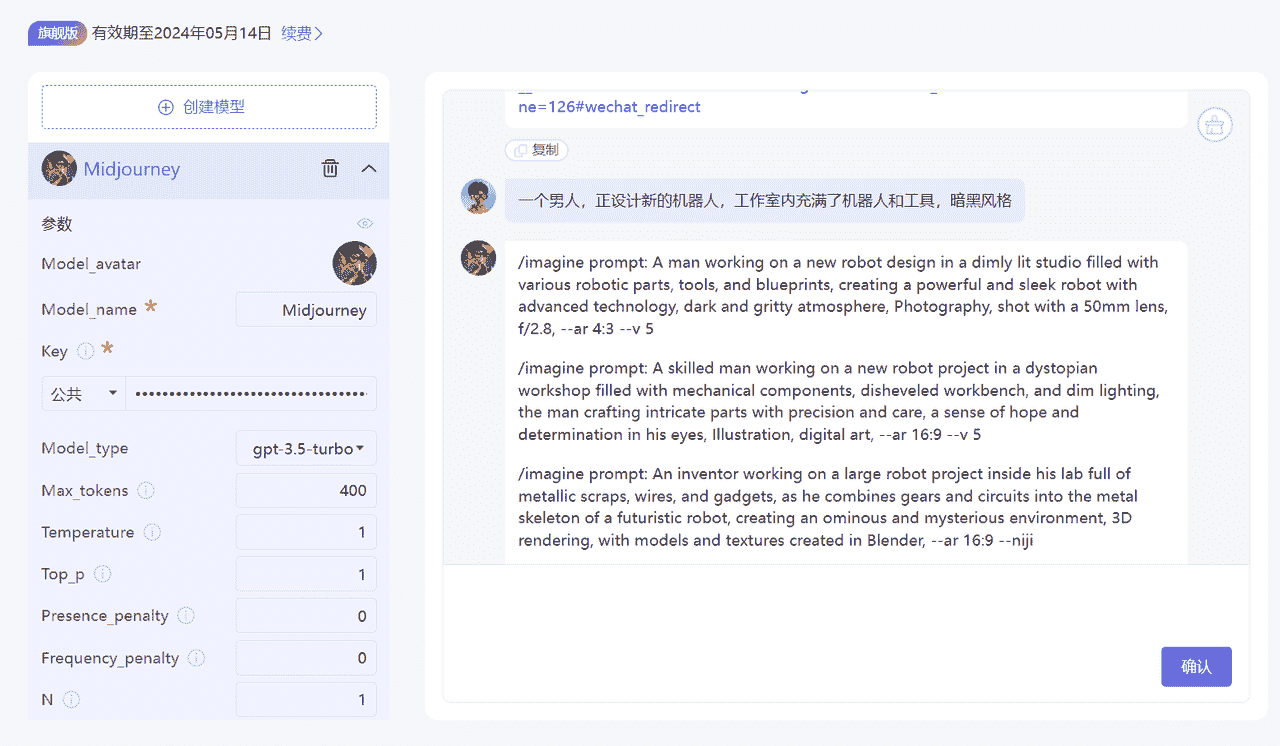 旗舰版 有效期至2024年05月14日 续费
创建模型
Midjourney
参数
Model_avatar
Model_name *
Midjourney
Key *
公共
Model_type
gpt-3.5-turbo
Max_tokens
400
Temperature
1
Top_p
1
Presence_penalty
0
Frequency_penalty
0
N
1
ne=126#wechat_redirect
复制
一个男人，正设计新的机器人，工作室内充满了机器人和工具，暗黑风格
/imagine prompt: A man working on a new robot design in a dimly lit studio filled with
various robotic parts, tools, and blueprints, creating a powerful and sleek robot with
advanced technology, dark and gritty atmosphere, Photography, shot with a 50mm lens,
f/2.8, --ar 4:3 --v 5
/imagine prompt: A skilled man working on a new robot project in a dystopian
workshop filled with mechanical components, disheveled workbench, and dim lighting,
the man crafting intricate parts with precision and care, a sense of hope and
determination in his eyes, Illustration, digital art, --ar 16:9 --v 5
/imagine prompt: An inventor working on a large robot project inside his lab full of
metallic scraps, wires, and gadgets, as he combines gears and circuits into the metal
skeleton of a futuristic robot, creating an ominous and mysterious environment, 3D
rendering, with models and textures created in Blender, --ar 16:9 --niji
确认